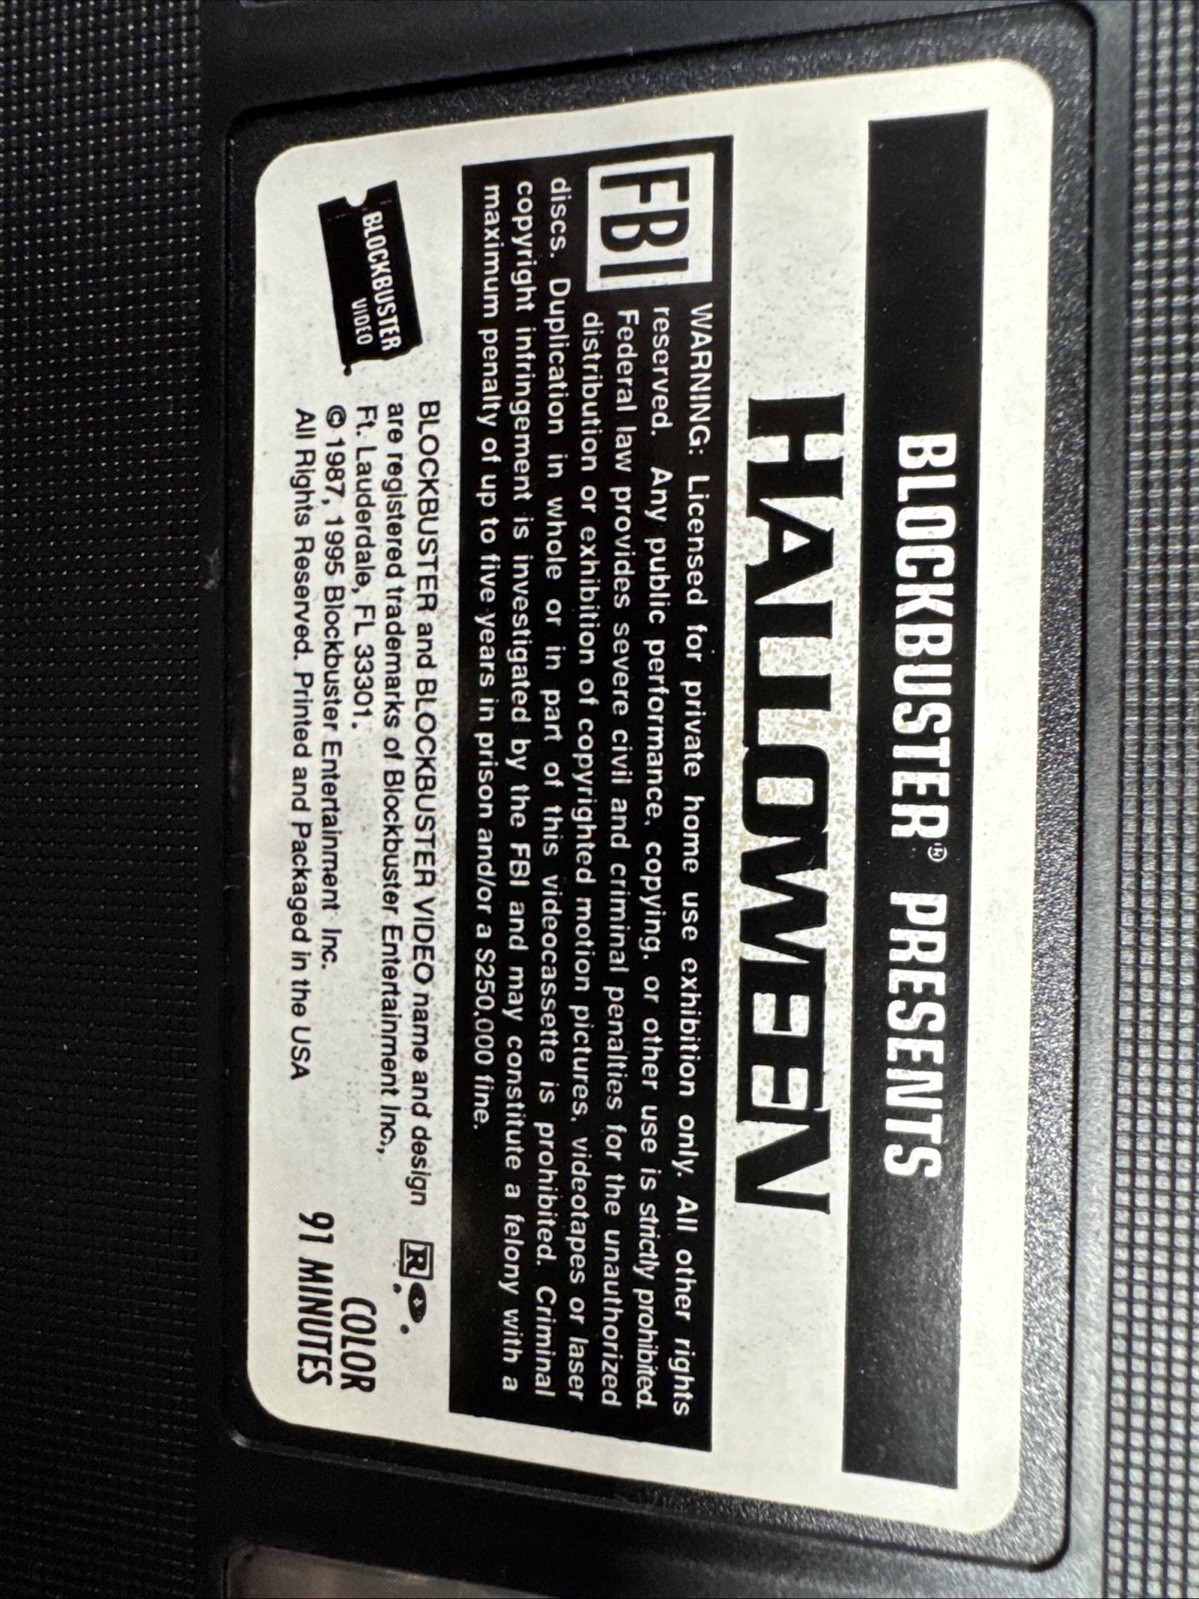 BLOCKBUSTER® PRESENTS
HALLOWEEN
FBI
WARNING: Licensed for private home use exhibition only. All other rights
reserved. Any public performance, copying, or other use is strictly prohibited.
Federal law provides severe civil and criminal penalties for the unauthorized
distribution or exhibition of copyrighted motion pictures, videotapes or laser
discs. Duplication in whole or in part of this videocassette is prohibited. Criminal
copyright infringement is investigated by the FBI and may constitute a felony with a
maximum penalty of up to five years in prison and/or a $250,000 fine.
BLOCKBUSTER
VIDEO
BLOCKBUSTER and BLOCKBUSTER VIDEO name and design
are registered trademarks of Blockbuster Entertainment Inc.,
Ft. Lauderdale, FL 33301.
© 1987, 1995 Blockbuster Entertainment Inc.
All Rights Reserved. Printed and Packaged in the USA
R
COLOR
91 MINUTES